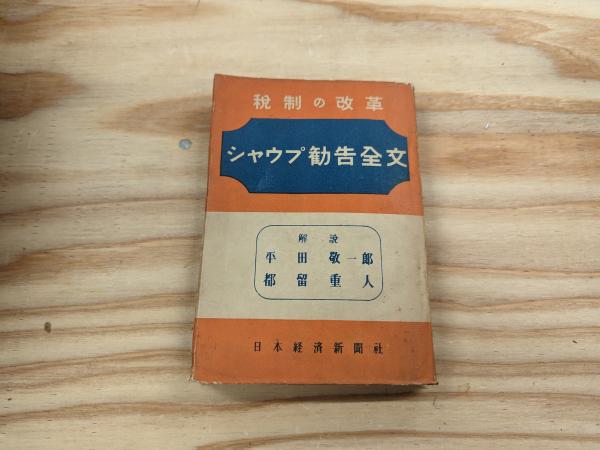 税制の改革
シャウプ勧告全文
解説
平田敬一郎
都留重人
日本経済新聞社